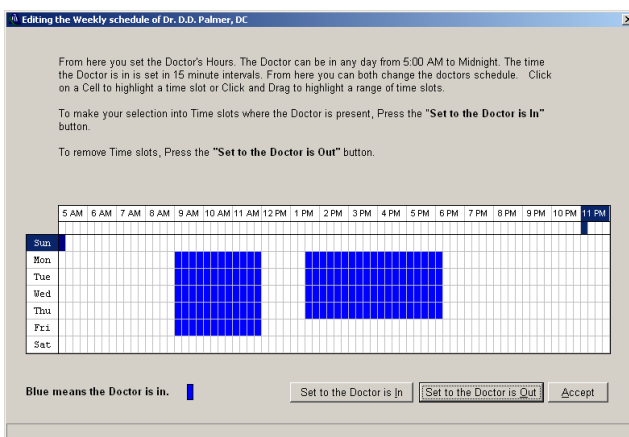 Editing the Weekly schedule of Dr. D.D. Palmer, DC
From here you set the Doctor's Hours. The Doctor can be in any day from 5:00 AM to Midnight. The time
the Doctor is in is set in 15 minute intervals. From here you can both change the doctors schedule. Click
on a Cell to highlight a time slot or Click and Drag to highlight a range of time slots.
To make your selection into Time slots where the Doctor is present, Press the "Set to the Doctor is In"
button.
To remove Time slots, Press the "Set to the Doctor is Out" button.
5 AM 6 AM 7 AM 8 AM 9 AM 10 AM 11 AM 12 PM 1 PM 2 PM 3 PM 4 PM 5 PM 6 PM 7 PM 8 PM 9 PM 10 PM 11 PM
Sun
Mon
Tue
Wed
Thu
Fri
Sat
Blue means the Doctor is in. Set to the Doctor is In Set to the Doctor is Out Accept